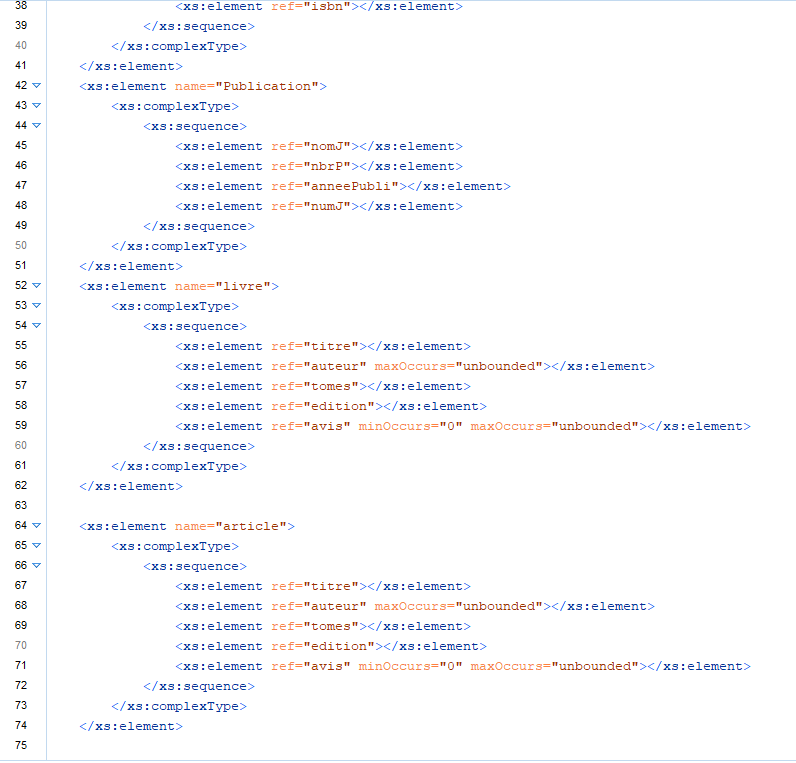 38                 <xs:element ref="isbn"></xs:element>
39             </xs:sequence>
40         </xs:complexType>
41     </xs:element>
42     <xs:element name="Publication">
43         <xs:complexType>
44             <xs:sequence>
45                 <xs:element ref="nomJ"></xs:element>
46                 <xs:element ref="nbrP"></xs:element>
47                 <xs:element ref="anneePubli"></xs:element>
48                 <xs:element ref="numJ"></xs:element>
49             </xs:sequence>
50         </xs:complexType>
51     </xs:element>
52     <xs:element name="livre">
53         <xs:complexType>
54             <xs:sequence>
55                 <xs:element ref="titre"></xs:element>
56                 <xs:element ref="auteur" maxOccurs="unbounded"></xs:element>
57                 <xs:element ref="tomes"></xs:element>
58                 <xs:element ref="edition"></xs:element>
59                 <xs:element ref="avis" minOccurs="0" maxOccurs="unbounded"></xs:element>
60             </xs:sequence>
61         </xs:complexType>
62     </xs:element>
63
64     <xs:element name="article">
65         <xs:complexType>
66             <xs:sequence>
67                 <xs:element ref="titre"></xs:element>
68                 <xs:element ref="auteur" maxOccurs="unbounded"></xs:element>
69                 <xs:element ref="tomes"></xs:element>
70                 <xs:element ref="edition"></xs:element>
71                 <xs:element ref="avis" minOccurs="0" maxOccurs="unbounded"></xs:element>
72             </xs:sequence>
73         </xs:complexType>
74     </xs:element>
75